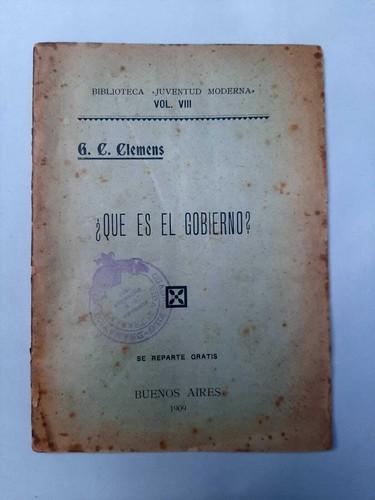 BIBLIOTECA «JUVENTUD MODERNA»
VOL. VIII
G. C. Clemens
¿QUE ES EL GOBIERNO?
SE REPARTE GRATIS
BUENOS AIRES
1909